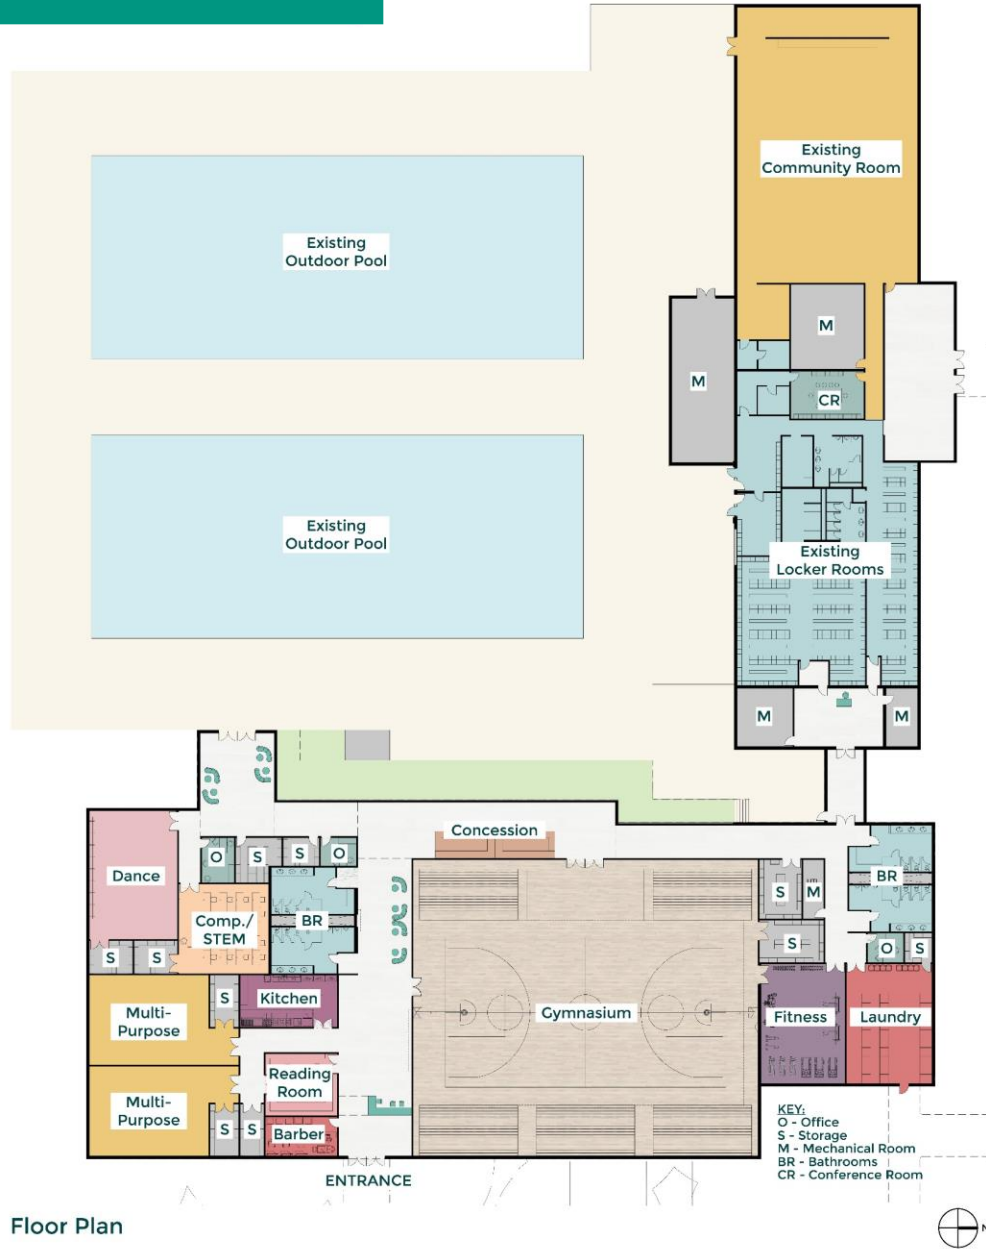 Existing
Community Room
Existing
Outdoor Pool
M
M
CR
Existing
Outdoor Pool
Existing
Locker Rooms
M
M
Concession
O
S
S
O
Dance
BR
S
M
BR
Comp./
STEM
BR
S
O
S
S
S
S
Kitchen
Multi-
Purpose
Gymnasium
Fitness
Laundry
Reading
Room
Multi-
Purpose
S
S
Barber
ENTRANCE
KEY:
O - Office
S - Storage
M - Mechanical Room
BR - Bathrooms
CR - Conference Room
Floor Plan
N